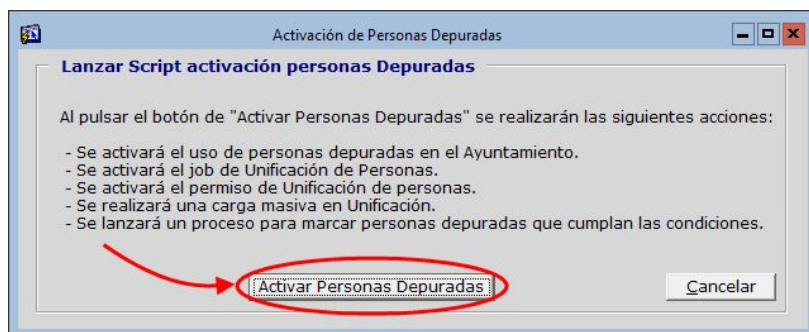 Activación de Personas Depuradas
Lanzar Script activación personas Depuradas
Al pulsar el botón de "Activar Personas Depuradas" se realizarán las siguientes acciones:
- Se activará el uso de personas depuradas en el Ayuntamiento.
- Se activará el job de Unificación de Personas.
- Se activará el permiso de Unificación de personas.
- Se realizará una carga masiva en Unificación.
- Se lanzará un proceso para marcar personas depuradas que cumplan las condiciones.
Activar Personas Depuradas
Cancelar